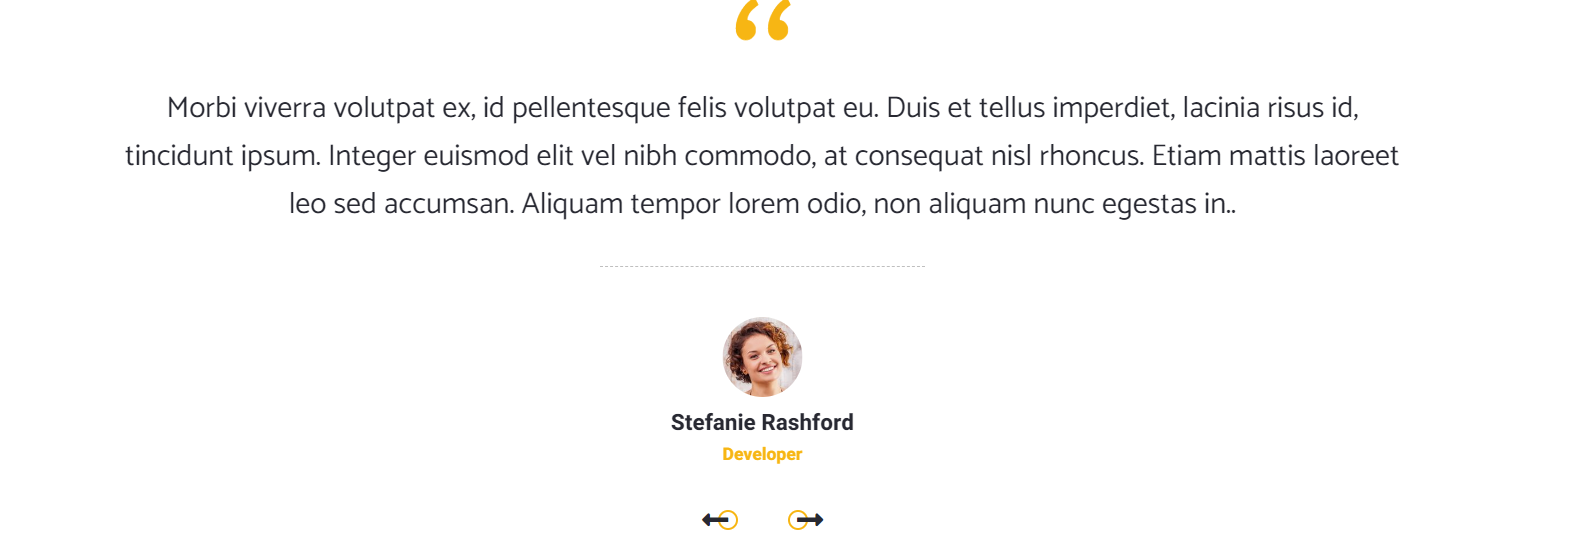 “
Morbi viverra volutpat ex, id pellentesque felis volutpat eu. Duis et tellus imperdiet, lacinia risus id,
tincidunt ipsum. Integer euismod elit vel nibh commodo, at consequat nisl rhoncus. Etiam mattis laoreet
leo sed accumsan. Aliquam tempor lorem odio, non aliquam nunc egestas in..
Stefanie Rashford
Developer